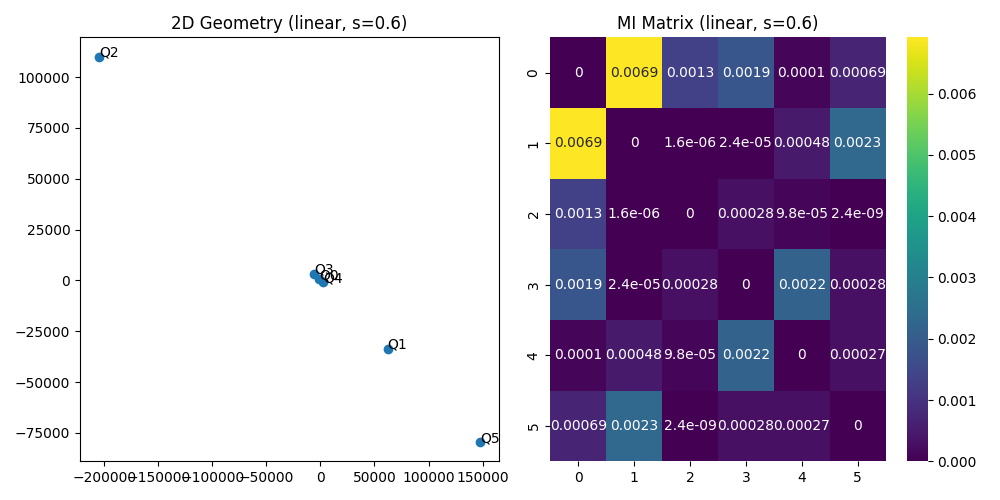 2D Geometry (linear, s=0.6)
Q2
Q3
Q0
Q4
Q1
Q5
100000
75000
50000
25000
0
−25000
−50000
−75000
−200000 −150000 −100000 −50000 0 50000 100000 150000
MI Matrix (linear, s=0.6)
0 0 0.0069 0.0013 0.0019 0.0001 0.00069
1 0.0069 0 1.6e-06 2.4e-05 0.00048 0.0023
2 0.0013 1.6e-06 0 0.00028 9.8e-05 2.4e-09
3 0.0019 2.4e-05 0.00028 0 0.0022 0.00028
4 0.0001 0.00048 9.8e-05 0.0022 0 0.00027
5 0.00069 0.0023 2.4e-09 0.00028 0.00027 0
0 1 2 3 4 5
0.006
0.005
0.004
0.003
0.002
0.001
0.000